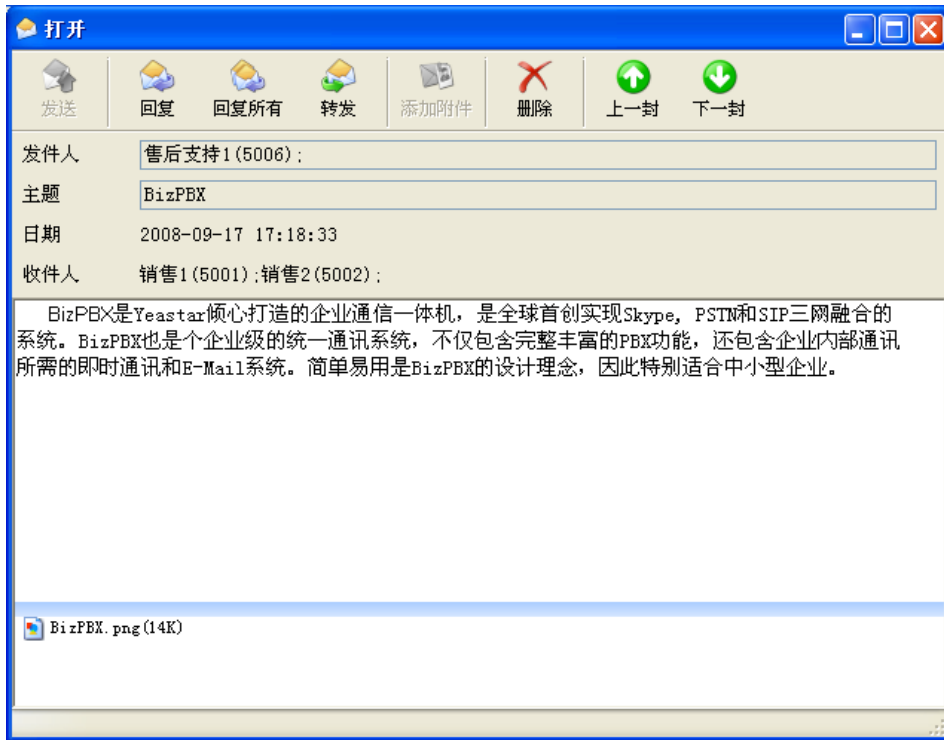 打开
发送 回复 回复所有 转发 添加附件 删除 上一封 下一封
发件人 售后支持1(5006);
主题 BizPBX
日期 2008-09-17 17:18:33
收件人 销售1(5001);销售2(5002);
BizPBX是Yeastar倾心打造的企业通信一体机，是全球首创实现Skype, PSTN和SIP三网融合的
系统。BizPBX也是个企业级的统一通讯系统，不仅包含完整丰富的PBX功能，还包含企业内部通讯
所需的即时通讯和E-Mail系统。简单易用是BizPBX的设计理念，因此特别适合中小型企业。
BizPBX.png(14K)